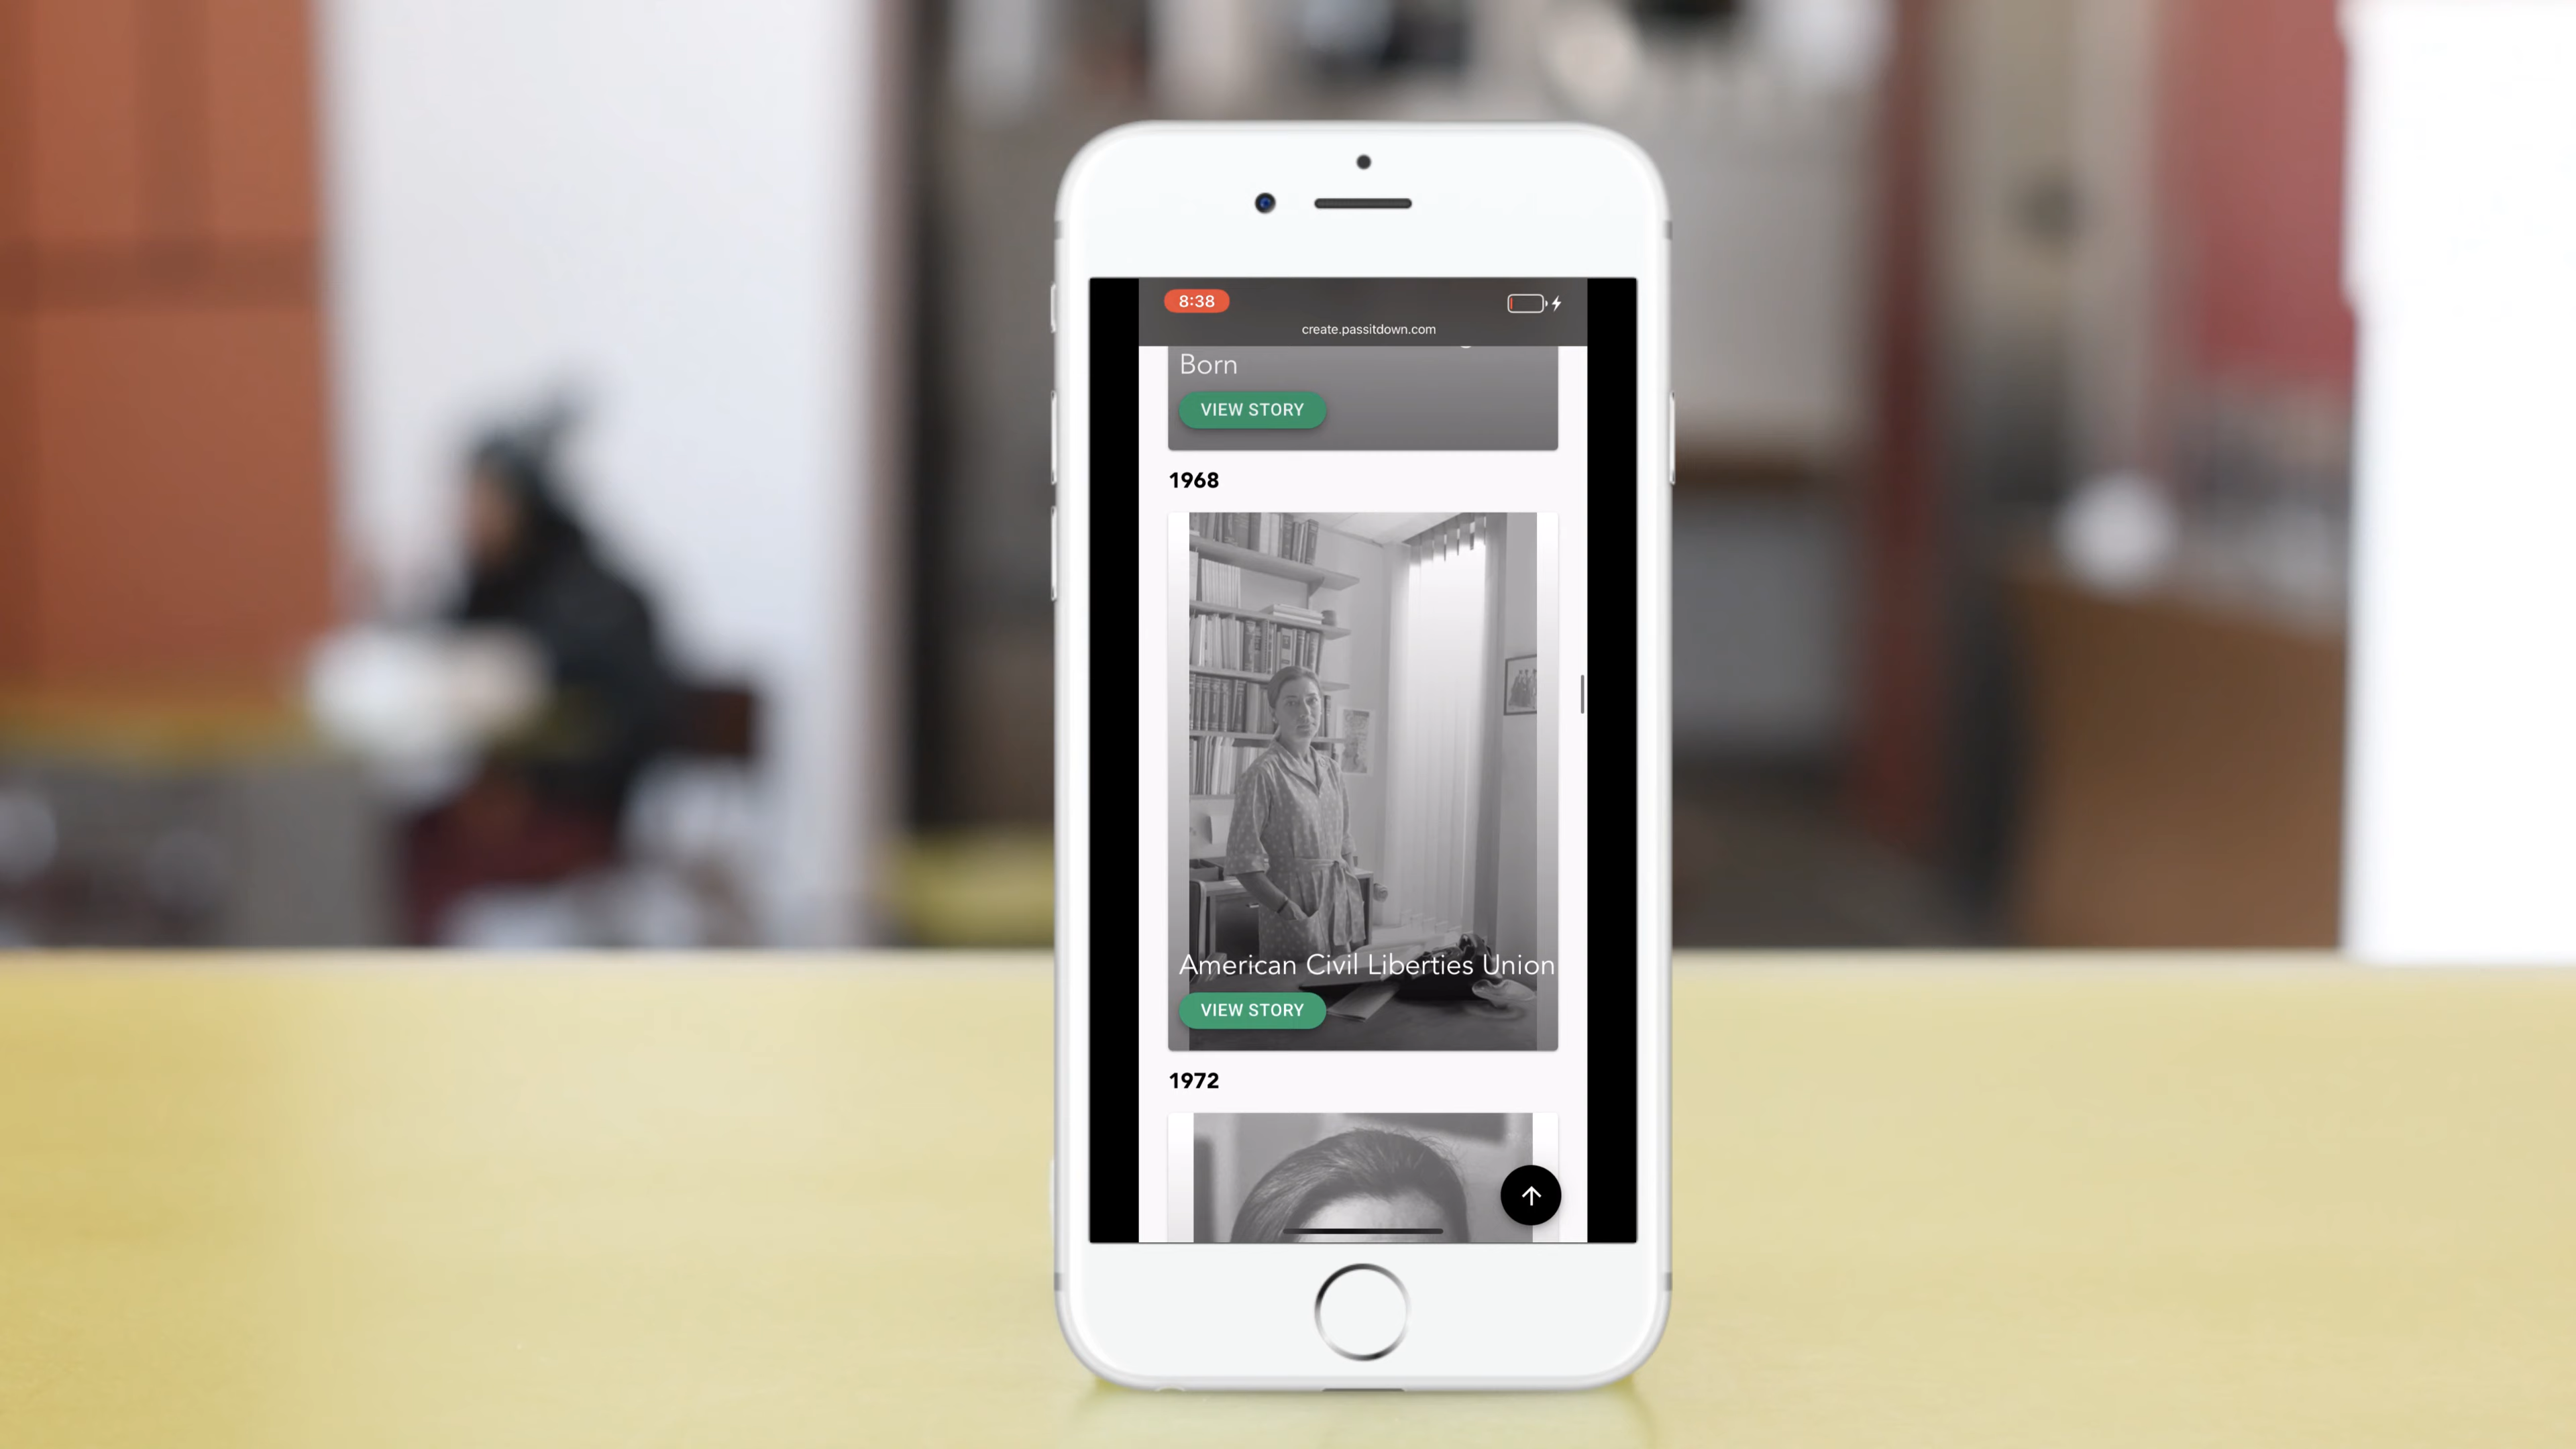 8:38
create.passitdown.com
Born
VIEW STORY
1968
American Civil Liberties Union
VIEW STORY
1972